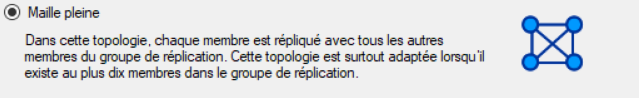 Maille pleine
Dans cette topologie, chaque membre est répliqué avec tous les autres
membres du groupe de réplication. Cette topologie est surtout adaptée lorsqu'il
existe au plus dix membres dans le groupe de réplication.